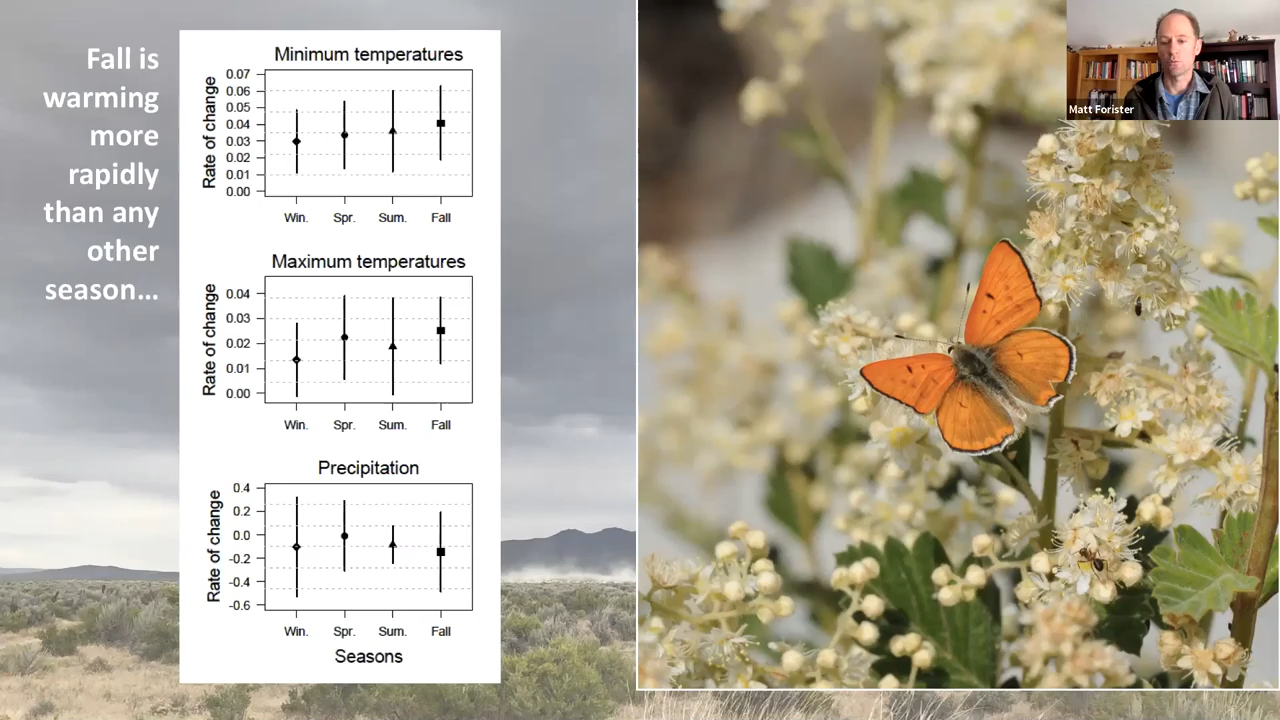 Fall is
warming
more
rapidly
than any
other
season…
Minimum temperatures
Rate of change
0.07
0.06
0.05
0.04
0.03
0.02
0.01
0.00
Win. Spr. Sum. Fall
Maximum temperatures
Rate of change
0.04
0.03
0.02
0.01
0.00
Win. Spr. Sum. Fall
Precipitation
Rate of change
0.4
0.2
0.0
-0.2
-0.4
-0.6
Win. Spr. Sum. Fall
Seasons
Matt Forister